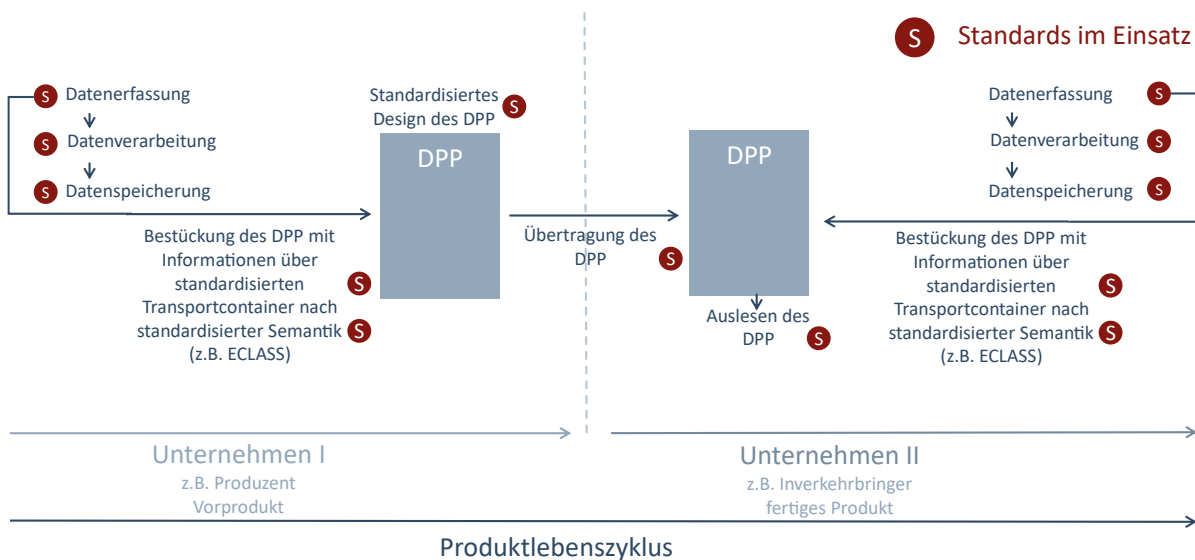 S Standards im Einsatz
S Datenerfassung
S Datenverarbeitung
S Datenspeicherung
Standardisiertes
Design des DPP S
DPP
Bestückung des DPP mit
Informationen über
standardisierten S
Transportcontainer nach
standardisierter Semantik S
(z.B. ECLASS)
Übertragung des
DPP S
DPP
Auslesen des
DPP S
Datenerfassung S
Datenverarbeitung S
Datenspeicherung S
Bestückung des DPP mit
Informationen über
standardisierten S
Transportcontainer nach
standardisierter Semantik S
(z.B. ECLASS)
Unternehmen I
z.B. Produzent
Vorprodukt
Unternehmen II
z.B. Inverkehrbringer
fertiges Produkt
Produktlebenszyklus